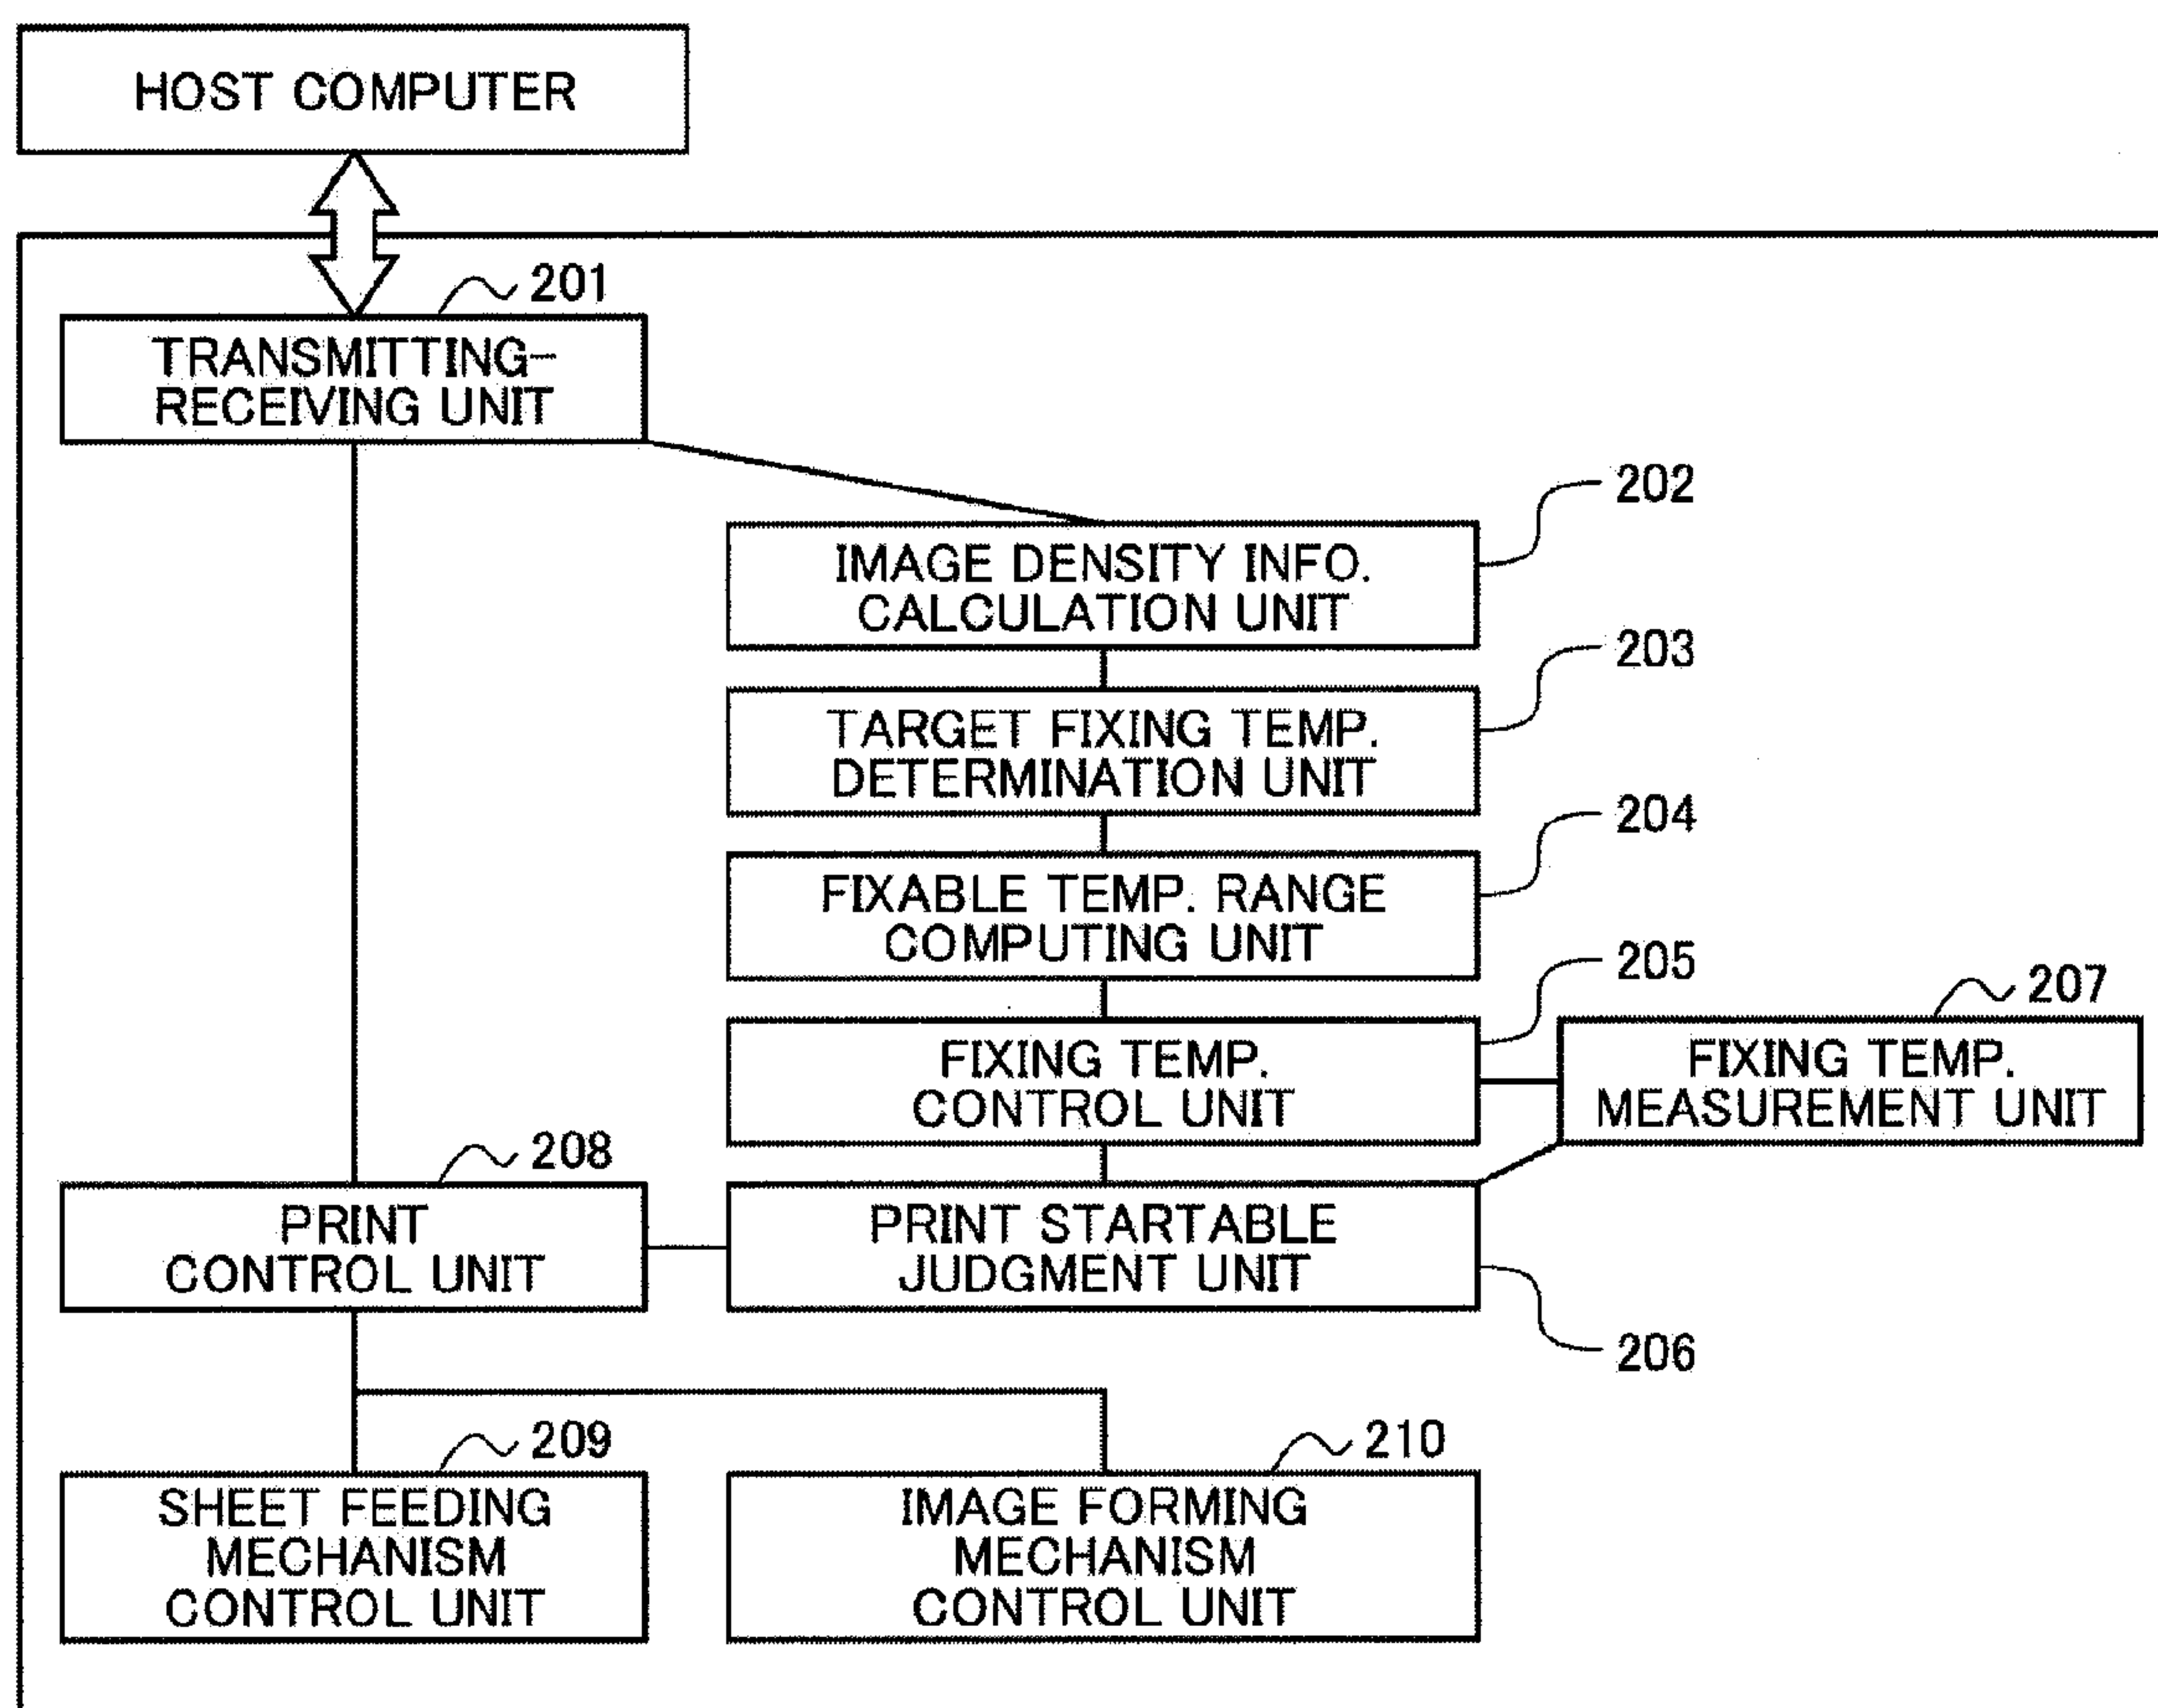 HOST COMPUTER
201
TRANSMITTING-
RECEIVING UNIT
202
IMAGE DENSITY INFO.
CALCULATION UNIT
203
TARGET FIXING TEMP.
DETERMINATION UNIT
204
FIXABLE TEMP. RANGE
COMPUTING UNIT
205
FIXING TEMP.
CONTROL UNIT
207
FIXING TEMP.
MEASUREMENT UNIT
208
PRINT
CONTROL UNIT
PRINT STARTABLE
JUDGMENT UNIT
206
209
SHEET FEEDING
MECHANISM
CONTROL UNIT
210
IMAGE FORMING
MECHANISM
CONTROL UNIT